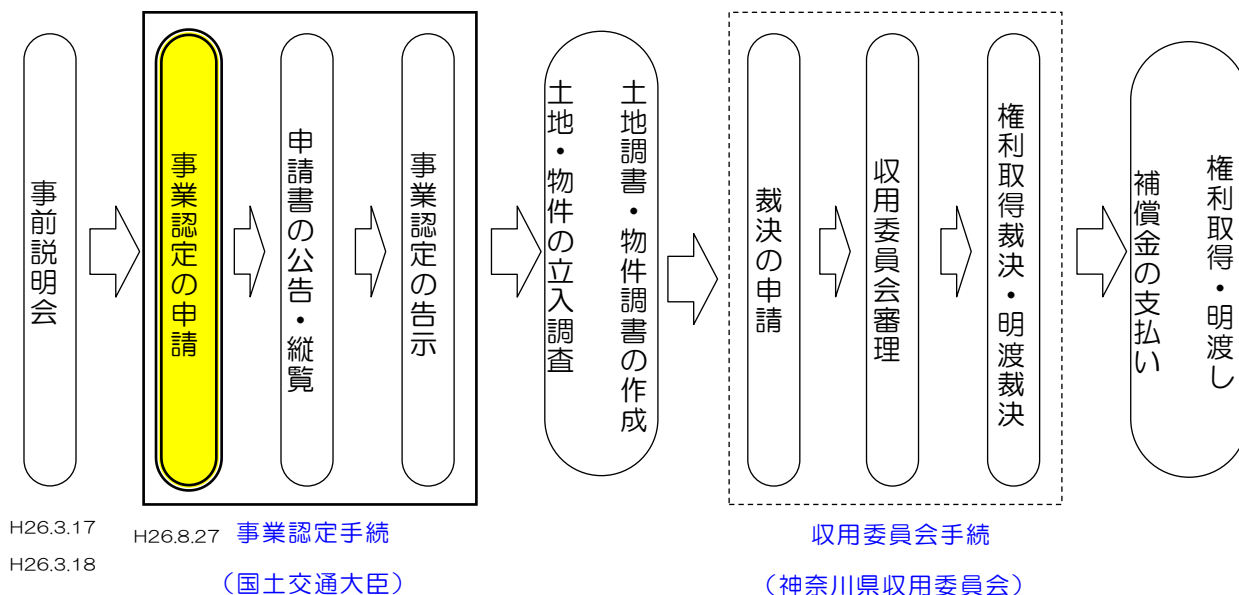 事前説明会
事業認定の申請
申請書の公告・縦覧
事業認定の告示
土地・物件の立入調査
土地調書・物件調書の作成
裁決の申請
収用委員会審理
権利取得裁決・明渡裁決
補償金の支払い
権利取得・明渡し
H26.3.17
H26.3.18
H26.8.27
事業認定手続
（国土交通大臣）
収用委員会手続
（神奈川県収用委員会）